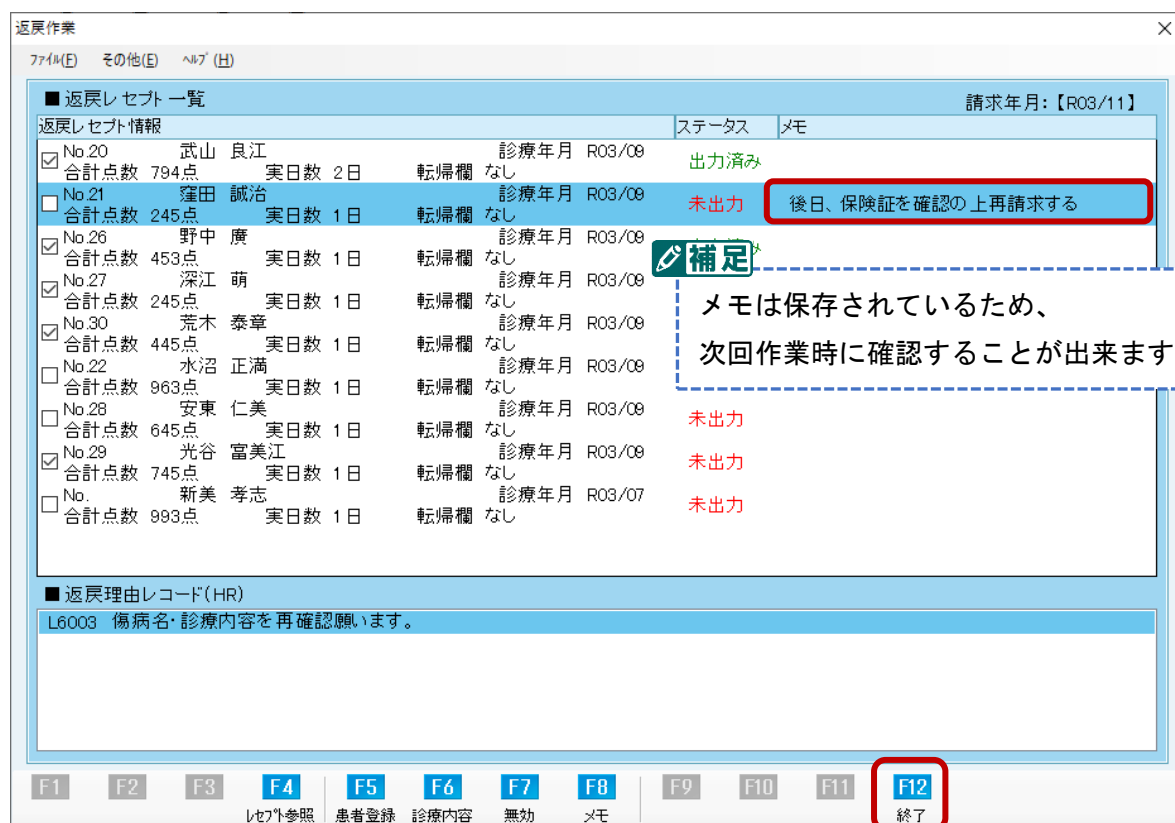 返戻作業
ﾌｧｲﾙ(F) その他(E) ﾍﾙﾌﾟ(H)
■返戻レセプト一覧 請求年月:【R03/11】
返戻レセプト情報 ステータス メモ
No.20 武山 良江 診療年月 R03/09
合計点数 794点 実日数 2日 転帰欄 なし
出力済み
No.21 窪田 誠治 診療年月 R03/09
合計点数 245点 実日数 1日 転帰欄 なし
未出力 後日、保険証を確認の上再請求する
No.26 野中 廣 診療年月 R03/09
合計点数 453点 実日数 1日 転帰欄 なし
No.27 深江 萌 診療年月 R03/09
合計点数 245点 実日数 1日 転帰欄 なし
No.30 荒木 泰章 診療年月 R03/09
合計点数 445点 実日数 1日 転帰欄 なし
No.22 水沼 正満 診療年月 R03/09
合計点数 963点 実日数 1日 転帰欄 なし
No.28 安東 仁美 診療年月 R03/09
合計点数 645点 実日数 1日 転帰欄 なし
未出力
No.29 光谷 富美江 診療年月 R03/09
合計点数 745点 実日数 1日 転帰欄 なし
未出力
No. 新美 孝志 診療年月 R03/07
合計点数 993点 実日数 1日 転帰欄 なし
未出力
補足
メモは保存されているため、
次回作業時に確認することが出来ます
■返戻理由レコード(HR)
L6003 傷病名・診療内容を再確認願います。
F1 F2 F3 F4 F5 F6 F7 F8 F9 F10 F11 F12
ﾚｾﾌﾟﾄ参照 患者登録 診療内容 無効 メモ 終了